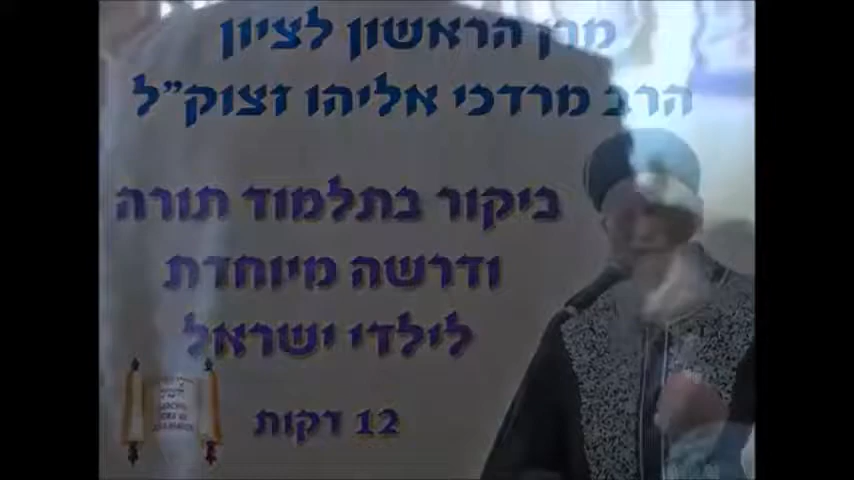 מרן הראשון לציון
הרב מרדכי אליהו זצוק"ל
ביקור בתלמוד תורה
ודרשה מיוחדת
לילדי ישראל
12 דקות